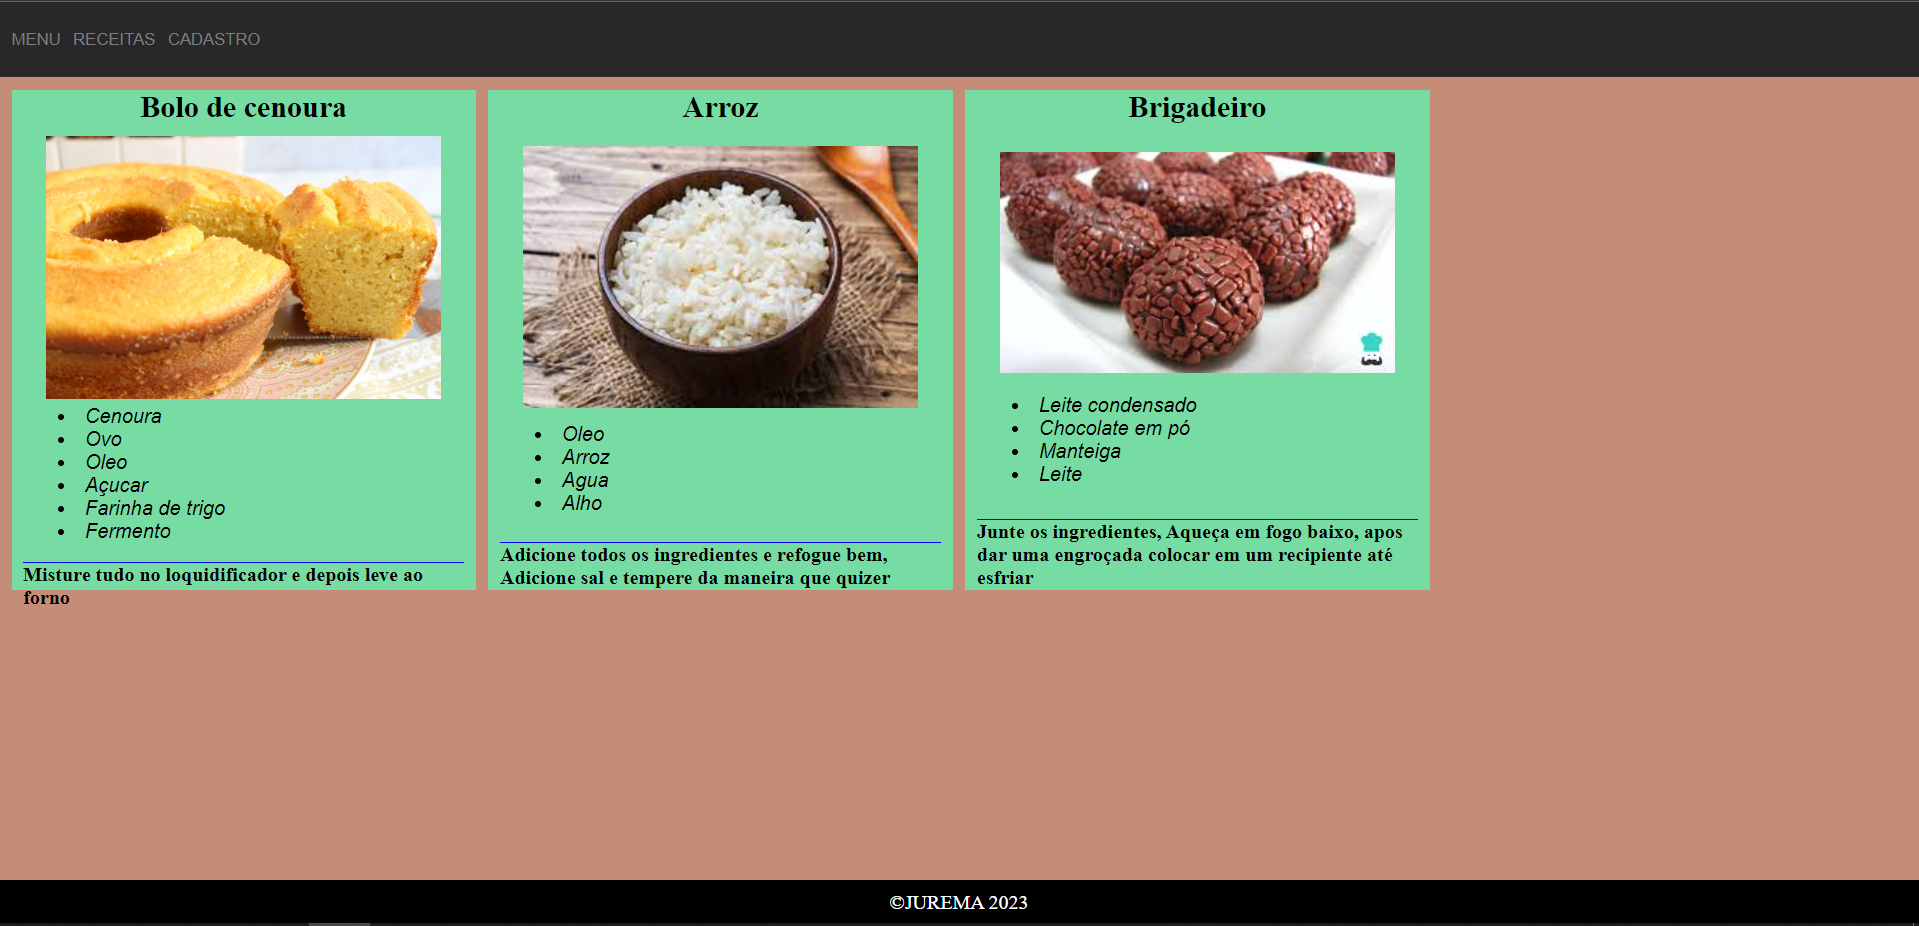 MENU RECEITAS CADASTRO
Bolo de cenoura
Cenoura
Ovo
Oleo
Açucar
Farinha de trigo
Fermento
Misture tudo no loquidificador e depois leve ao
forno
Arroz
Oleo
Arroz
Agua
Alho
Adicione todos os ingredientes e refogue bem,
Adicione sal e tempere da maneira que quizer
Brigadeiro
Leite condensado
Chocolate em pó
Manteiga
Leite
Junte os ingredientes, Aqueça em fogo baixo, apos
dar uma engroçada colocar em um recipiente até
esfriar
©JUREMA 2023